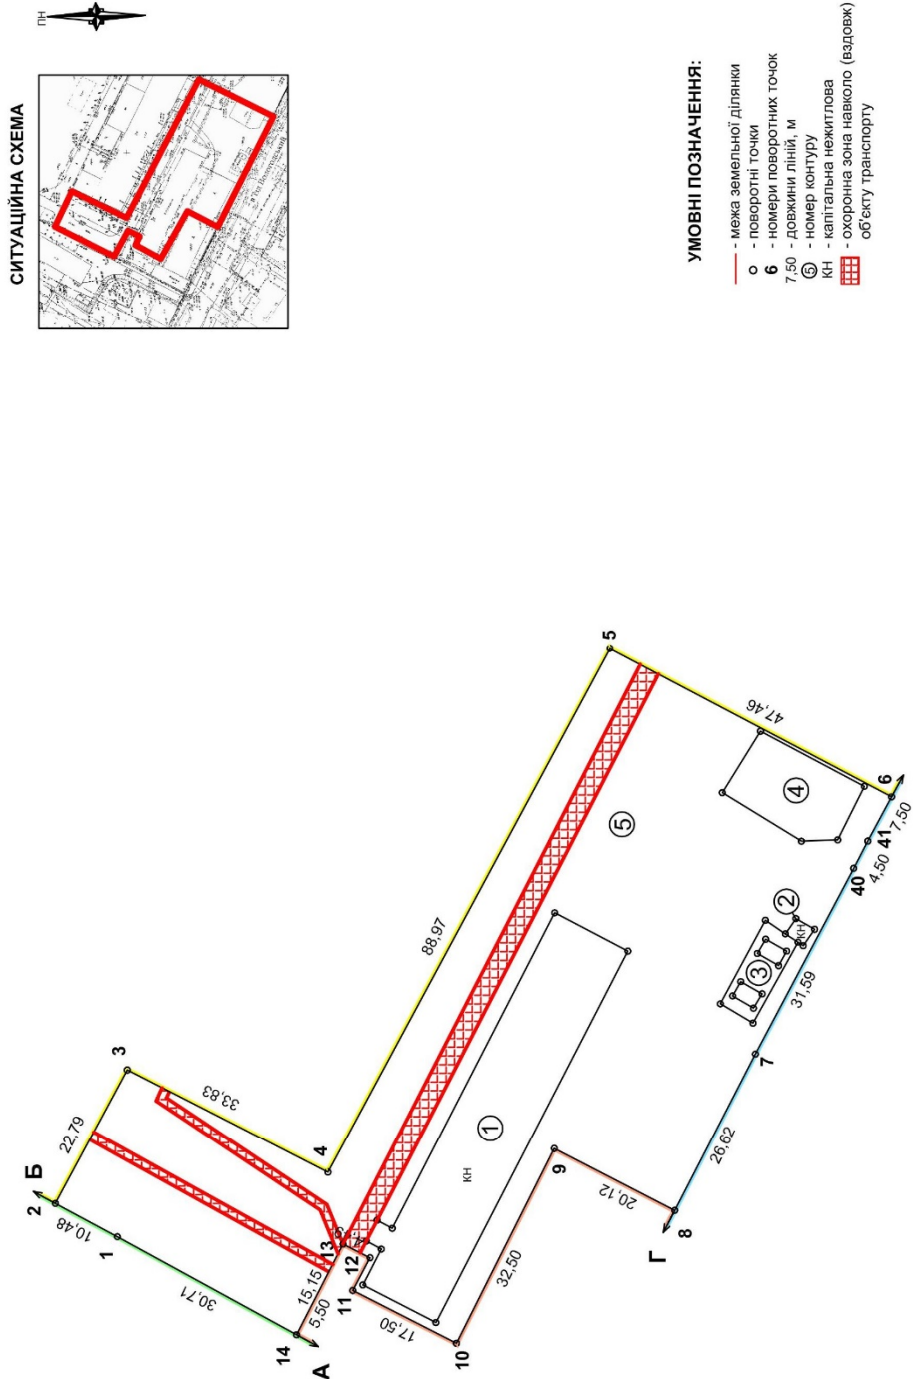 СИТУАЦІЙНА СХЕМА
ПН
УМОВНІ ПОЗНАЧЕННЯ:
- межа земельної ділянки
- поворотні точки
6 - номери поворотних точок
7,50 - довжини ліній, м
5 - номер контуру
КН - капітальна нежитлова
- охоронна зона навколо (вздовж)
об'єкту транспорту
2
Б
22,79
3
10,48
1
30,71
33,83
14
А
5,50
15,15
13
4
12
11
88,97
5
17,50
10
КН
1
32,50
9
5
47,46
20,12
8
Г
26,62
7
3
2
КН
31,59
4
40
4,50
41
7,50
6